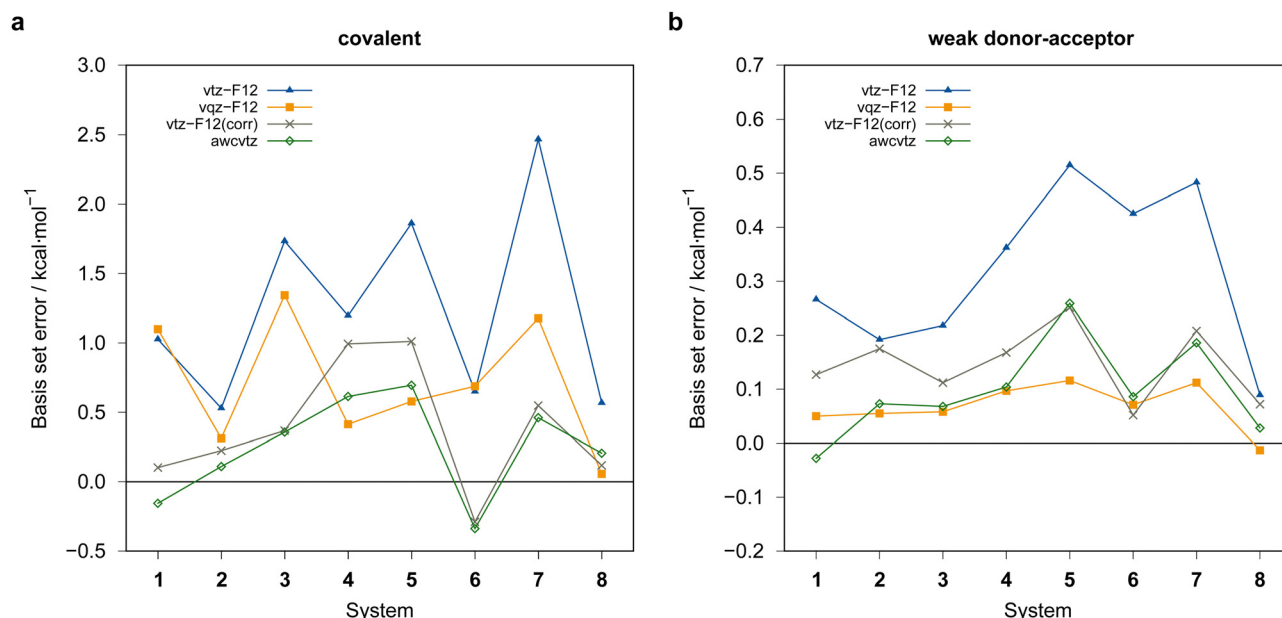 a
covalent
3.0
2.5
2.0
1.5
1.0
0.5
0.0
−0.5
Basis set error / kcal·mol⁻¹
vtz−F12
vqz−F12
vtz−F12(corr)
awcvtz
1 2 3 4 5 6 7 8
System
b
weak donor-acceptor
0.7
0.6
0.5
0.4
0.3
0.2
0.1
0.0
−0.1
−0.2
Basis set error / kcal·mol⁻¹
vtz−F12
vqz−F12
vtz−F12(corr)
awcvtz
1 2 3 4 5 6 7 8
System